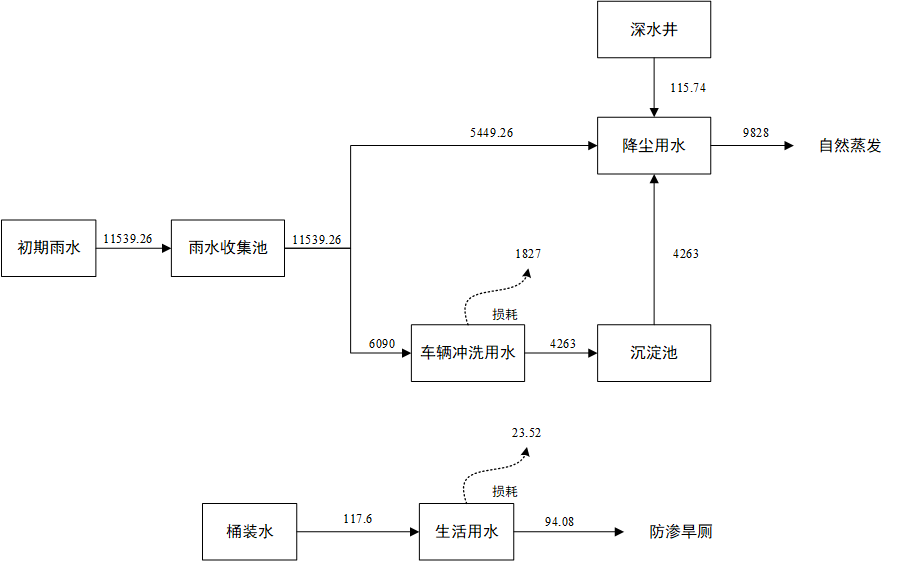 深水井
115.74
5449.26
降尘用水
9828
自然蒸发
初期雨水
11539.26
雨水收集池
11539.26
1827
4263
损耗
6090
车辆冲洗用水
4263
沉淀池
23.52
损耗
桶装水
117.6
生活用水
94.08
防渗旱厕